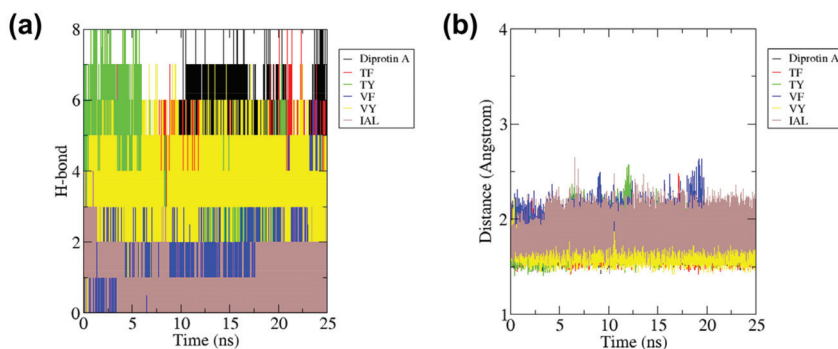 (a)
8
6
4
2
0
H-bond
0 5 10 15 20 25
Time (ns)
Diprotin A
TF
TY
VF
VY
IAL
(b)
4
3
2
1
Distance (Angstrom)
0 5 10 15 20 25
Time (ns)
Diprotin A
TF
TY
VF
VY
IAL